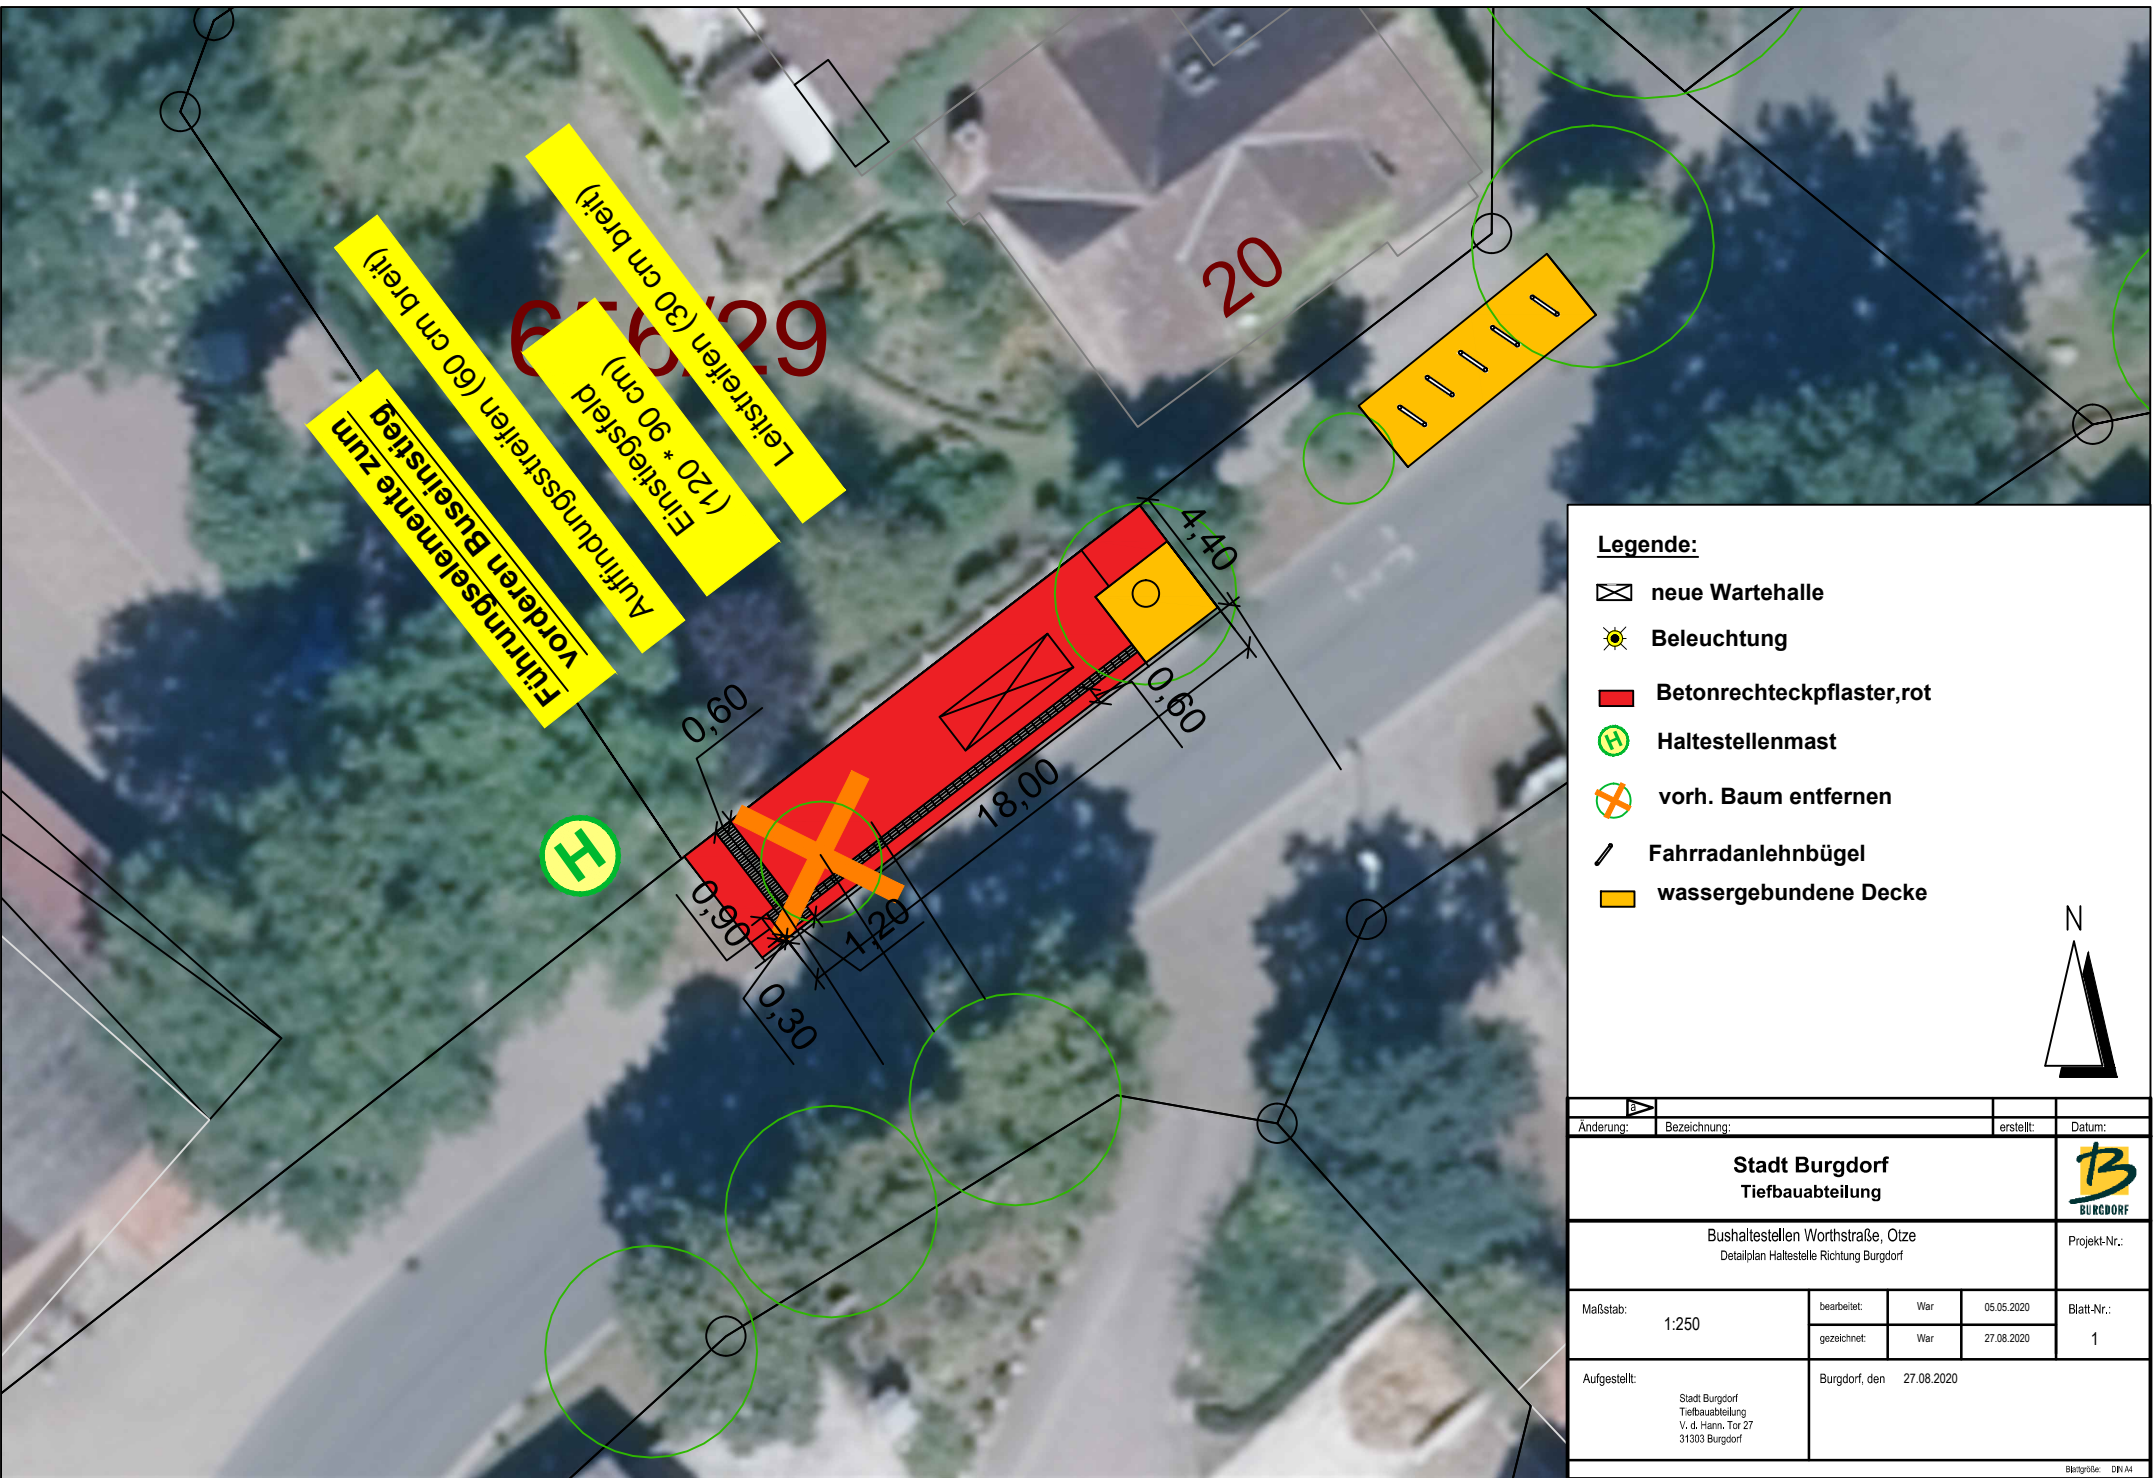 Leitstreifen (30 cm breit)
Einstiegsfeld
(120 * 90 cm)
Auffindungsstreifen (60 cm breit)
Führungselemente zum
vorderen Buseinstieg
20
4,40
0,60
0,60
18,00
0,90
1,20
0,30
H
Legende:
neue Wartehalle
Beleuchtung
Betonrechteckpflaster,rot
H Haltestellenmast
vorh. Baum entfernen
Fahrradanlehnbügel
wassergebundene Decke
N
a
Änderung: Bezeichnung: erstellt: Datum:
Stadt Burgdorf
Tiefbauabteilung
B
BURGDORF
Bushaltestellen Worthstraße, Otze
Detailplan Haltestelle Richtung Burgdorf
Projekt-Nr.:
Maßstab: 1:250
bearbeitet: War 05.05.2020
gezeichnet: War 27.08.2020
Blatt-Nr.:
1
Aufgestellt:
Stadt Burgdorf
Tiefbauabteilung
V. d. Hann. Tor 27
31303 Burgdorf
Burgdorf, den 27.08.2020
Blattgröße: DIN A4